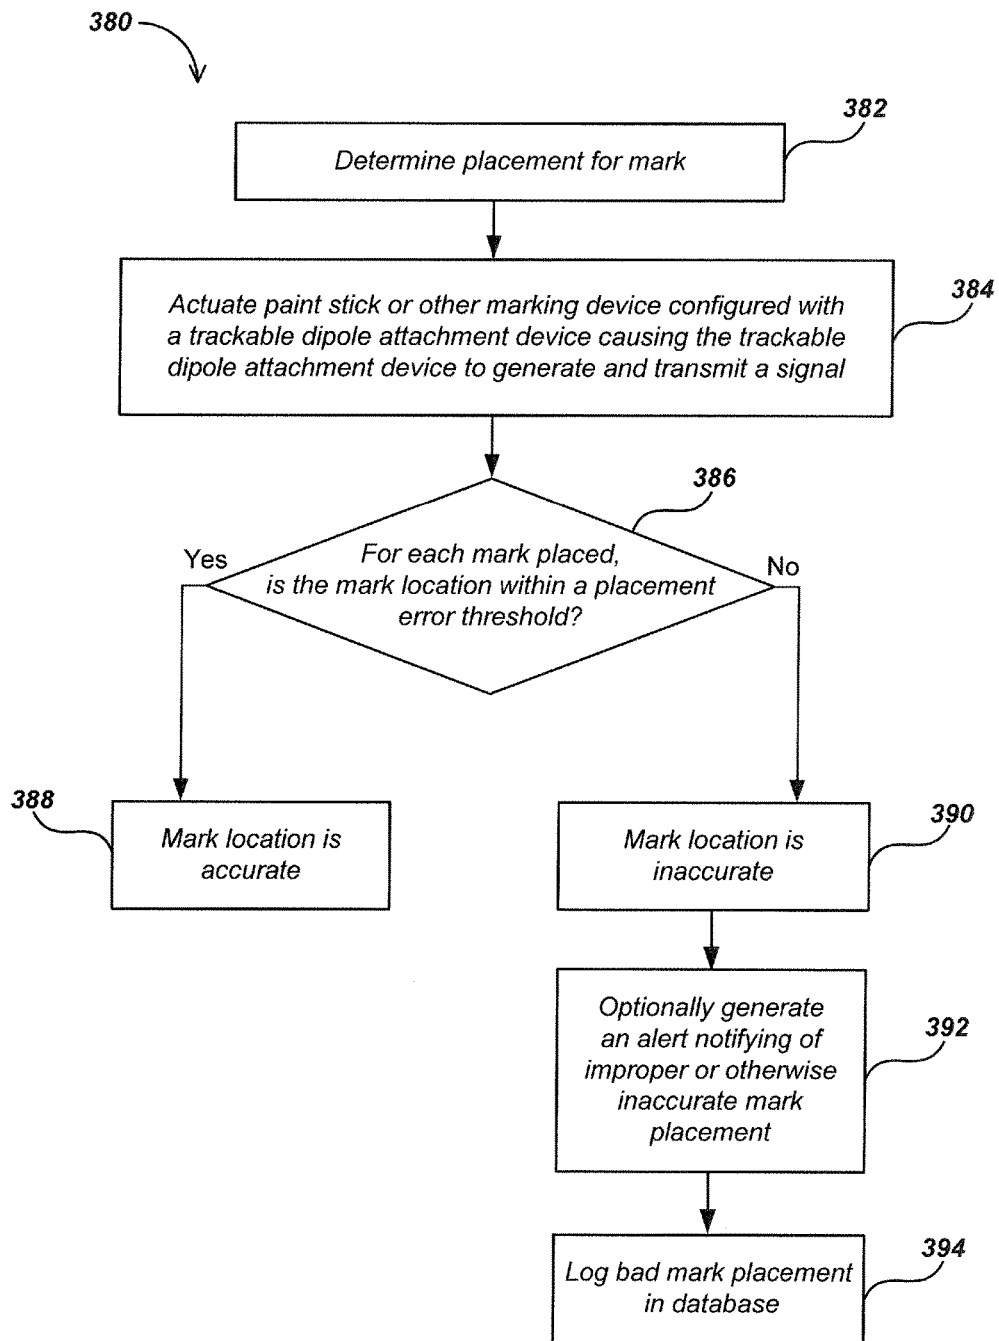 380
382
Determine placement for mark
384
Actuate paint stick or other marking device configured with
a trackable dipole attachment device causing the trackable
dipole attachment device to generate and transmit a signal
386
Yes
No
For each mark placed,
is the mark location within a placement
error threshold?
388
390
Mark location is
accurate
Mark location is
inaccurate
392
Optionally generate
an alert notifying of
improper or otherwise
inaccurate mark
placement
394
Log bad mark placement
in database